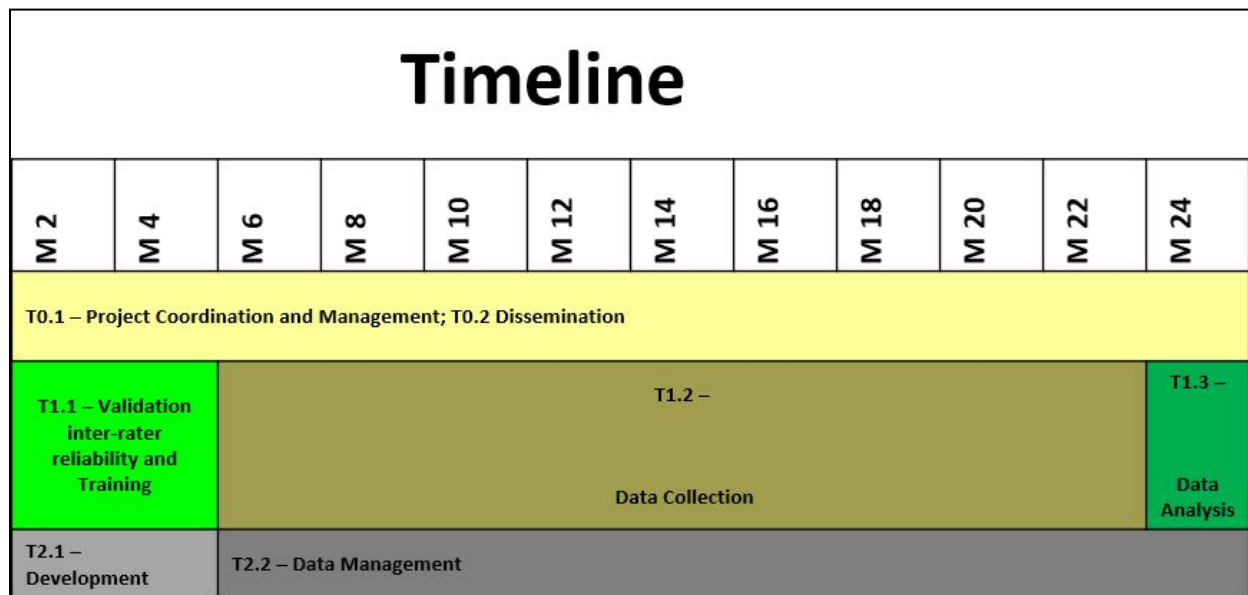 Timeline
M 2
M 4
M 6
M 8
M 10
M 12
M 14
M 16
M 18
M 20
M 22
M 24
T0.1 – Project Coordination and Management; T0.2 Dissemination
T1.1 – Validation
inter-rater
reliability and
Training
T1.2 –
Data Collection
T1.3 –
Data
Analysis
T2.1 –
Development
T2.2 – Data Management